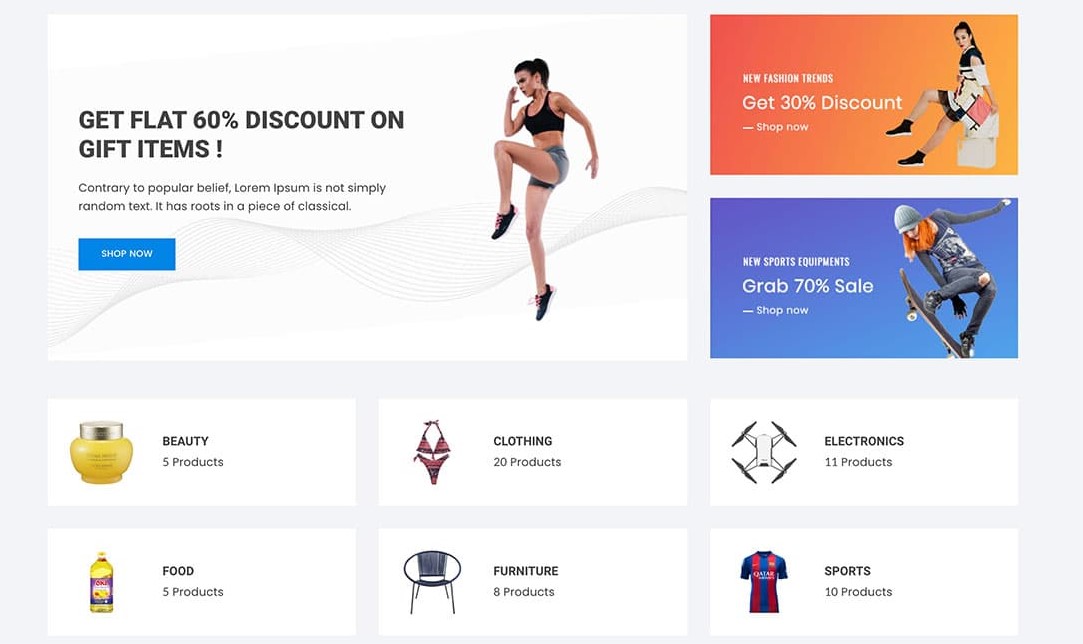 GET FLAT 60% DISCOUNT ON
GIFT ITEMS !
Contrary to popular belief, Lorem Ipsum is not simply
random text. It has roots in a piece of classical.
SHOP NOW
NEW FASHION TRENDS
Get 30% Discount
— Shop now
NEW SPORTS EQUIPMENTS
Grab 70% Sale
— Shop now
BEAUTY
5 Products
CLOTHING
20 Products
ELECTRONICS
11 Products
FOOD
5 Products
FURNITURE
8 Products
QATAR
SPORTS
10 Products